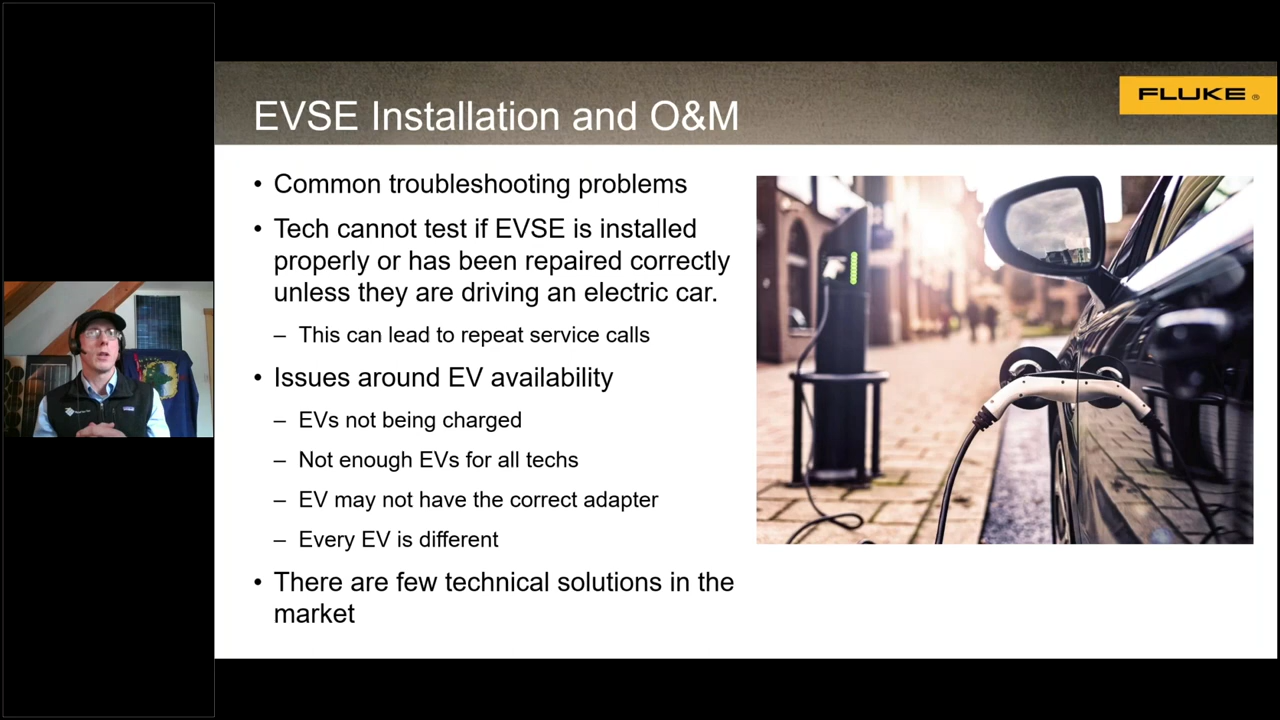 EVSE Installation and O&M
FLUKE ®
• Common troubleshooting problems
• Tech cannot test if EVSE is installed
properly or has been repaired correctly
unless they are driving an electric car.
– This can lead to repeat service calls
• Issues around EV availability
– EVs not being charged
– Not enough EVs for all techs
– EV may not have the correct adapter
– Every EV is different
• There are few technical solutions in the
market